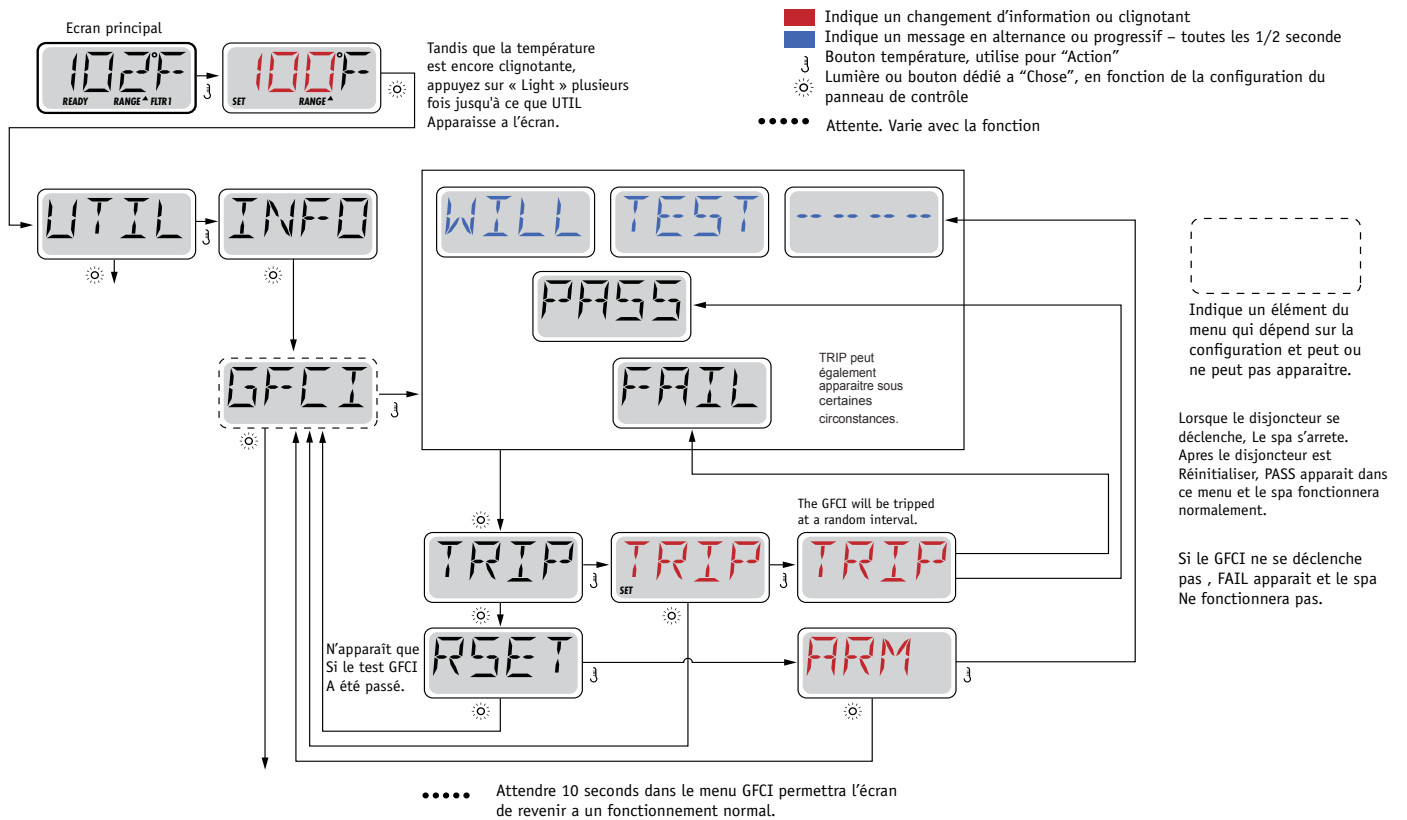 Ecran principal
102°F
READY RANGE FLTR1
100°F
SET RANGE
Tandis que la température
est encore clignotante,
appuyez sur « Light » plusieurs
fois jusqu'à ce que UTIL
Apparaisse a l'écran.
Indique un changement d'information ou clignotant
Indique un message en alternance ou progressif – toutes les 1/2 seconde
Bouton température, utilise pour "Action"
Lumière ou bouton dédié a "Chose", en fonction de la configuration du
panneau de contrôle
••••• Attente. Varie avec la fonction
UTIL
INFO
WILL
TEST
-- -- -- --
PASS
GFCI
FAIL
TRIP peut
également
apparaitre sous
certaines
circonstances.
Indique un élément du
menu qui dépend sur la
configuration et peut ou
ne peut pas apparaitre.
Lorsque le disjoncteur se
déclenche, Le spa s'arrete.
Apres le disjoncteur est
Réinitialiser, PASS apparait dans
ce menu et le spa fonctionnera
normalement.
Si le GFCI ne se déclenche
pas , FAIL apparaît et le spa
Ne fonctionnera pas.
The GFCI will be tripped
at a random interval.
TRIP
TRIP
SET
TRIP
N'apparaît que
Si le test GFCI
A été passé.
RSET
ARM
••••• Attendre 10 seconds dans le menu GFCI permettra l'écran
de revenir a un fonctionnement normal.